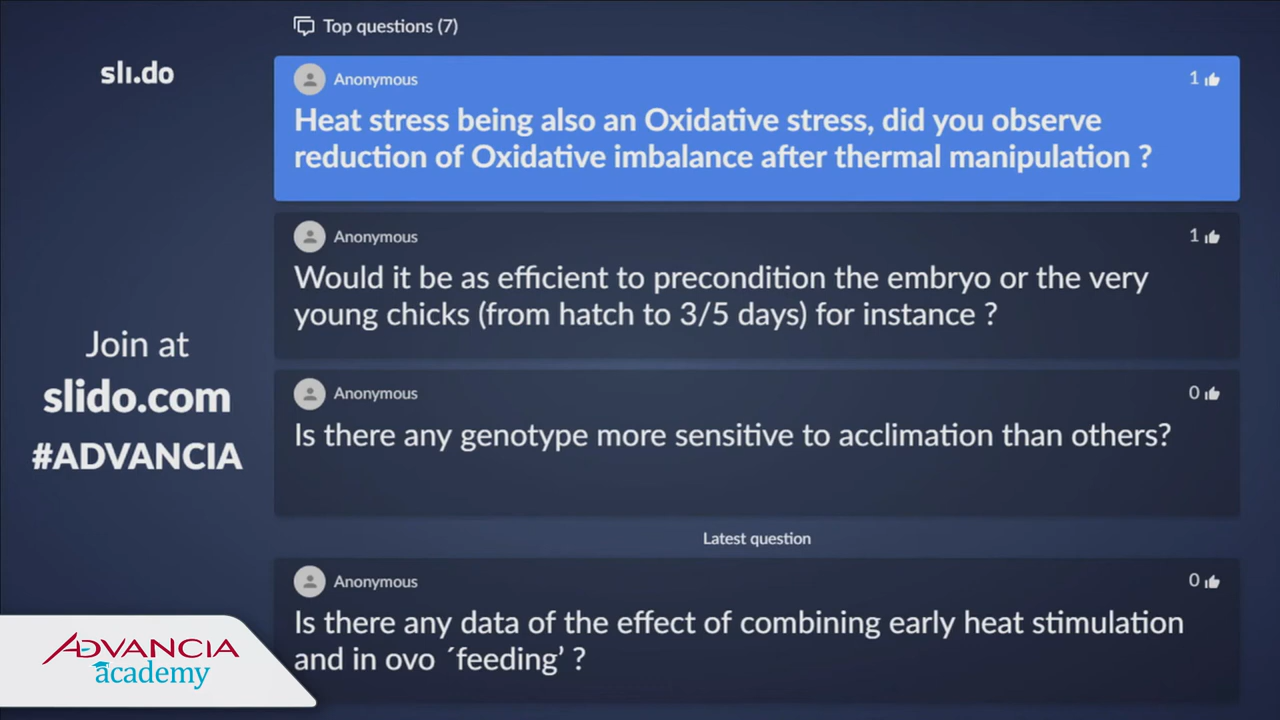 Top questions (7)
sli.do
Anonymous
1
Heat stress being also an Oxidative stress, did you observe
reduction of Oxidative imbalance after thermal manipulation ?
Anonymous
1
Would it be as efficient to precondition the embryo or the very
young chicks (from hatch to 3/5 days) for instance ?
Join at
slido.com
#ADVANCIA
Anonymous
0
Is there any genotype more sensitive to acclimation than others?
Latest question
Anonymous
0
Is there any data of the effect of combining early heat stimulation
and in ovo ´feeding’ ?
ADVANCIA
academy